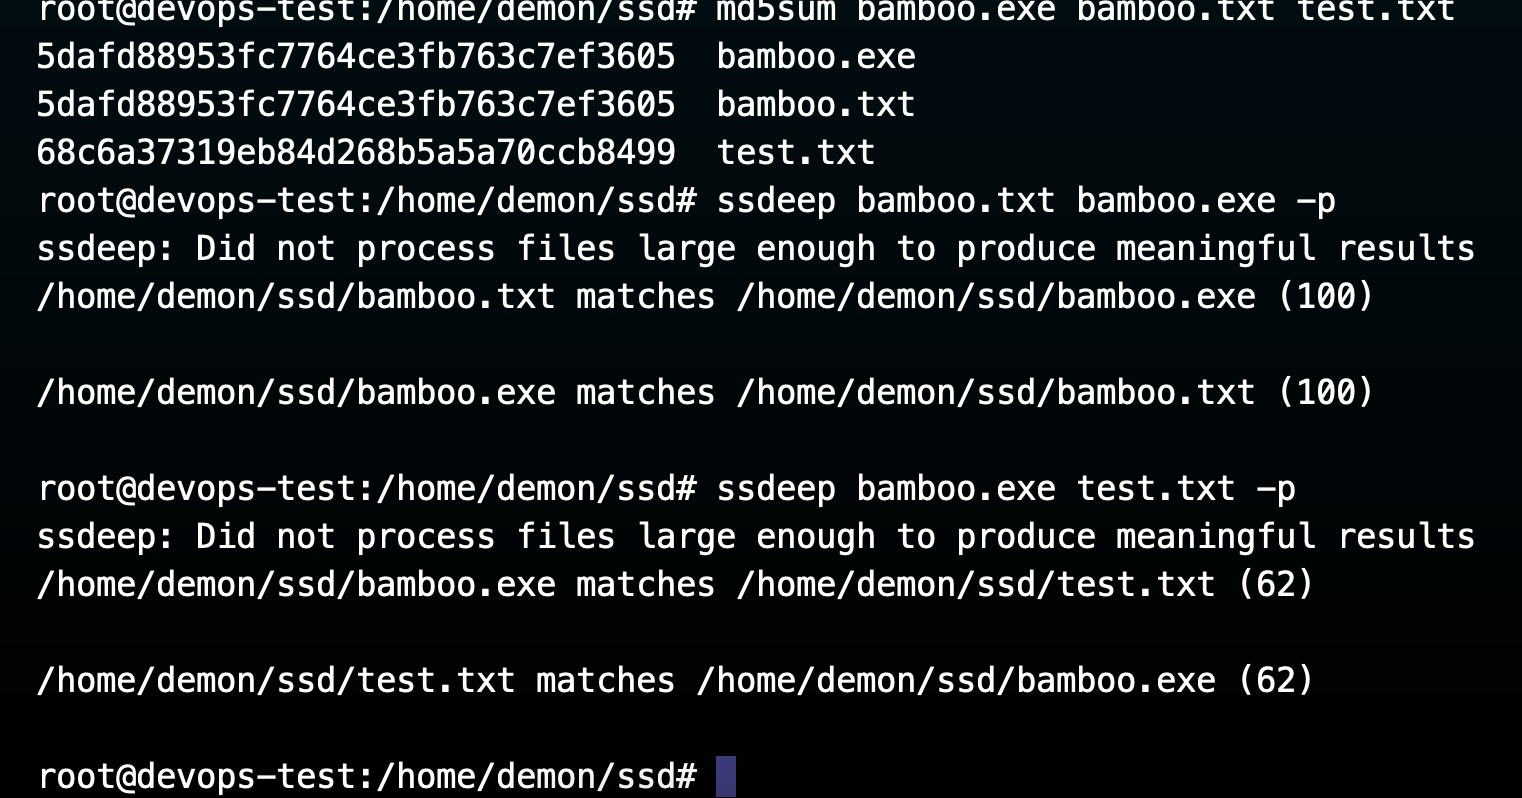 root@devops-test:/home/demon/ssd# md5sum bamboo.exe bamboo.txt test.txt
5dafd88953fc7764ce3fb763c7ef3605  bamboo.exe
5dafd88953fc7764ce3fb763c7ef3605  bamboo.txt
68c6a37319eb84d268b5a5a70ccb8499  test.txt
root@devops-test:/home/demon/ssd# ssdeep bamboo.txt bamboo.exe -p
ssdeep: Did not process files large enough to produce meaningful results
/home/demon/ssd/bamboo.txt matches /home/demon/ssd/bamboo.exe (100)
/home/demon/ssd/bamboo.exe matches /home/demon/ssd/bamboo.txt (100)
root@devops-test:/home/demon/ssd# ssdeep bamboo.exe test.txt -p
ssdeep: Did not process files large enough to produce meaningful results
/home/demon/ssd/bamboo.exe matches /home/demon/ssd/test.txt (62)
/home/demon/ssd/test.txt matches /home/demon/ssd/bamboo.exe (62)
root@devops-test:/home/demon/ssd#